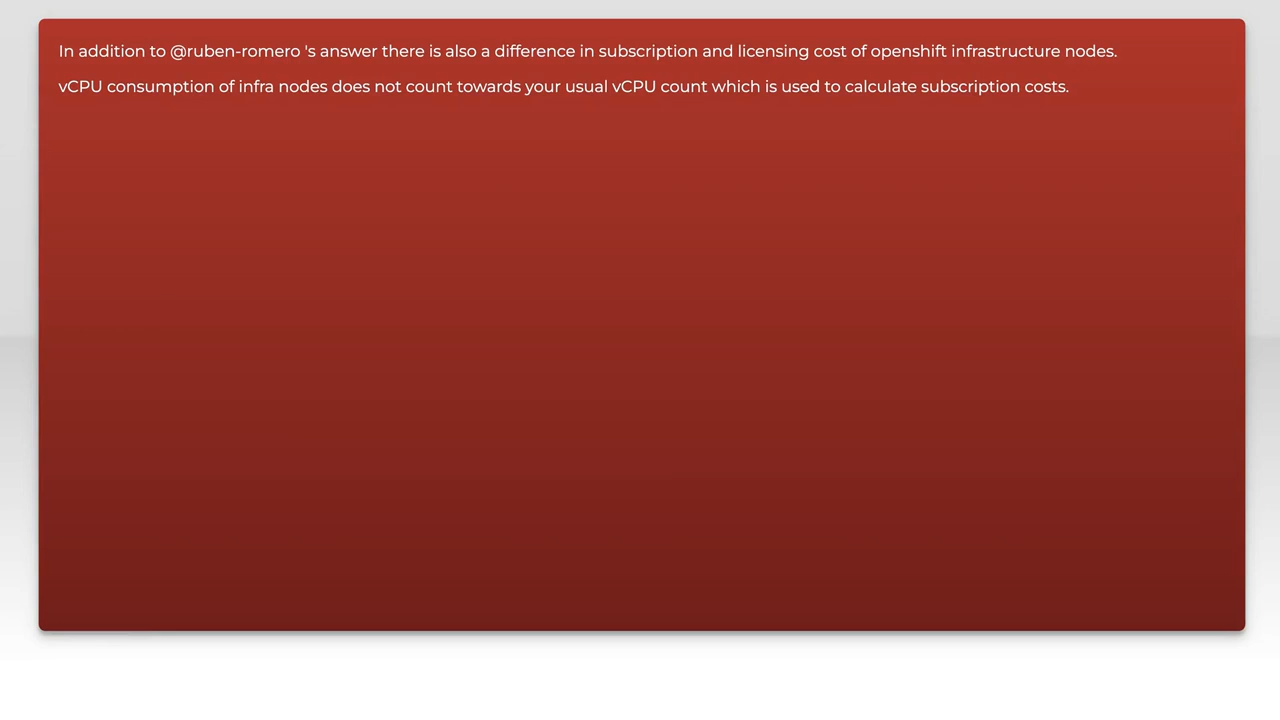 In addition to @ruben-romero 's answer there is also a difference in subscription and licensing cost of openshift infrastructure nodes.
vCPU consumption of infra nodes does not count towards your usual vCPU count which is used to calculate subscription costs.